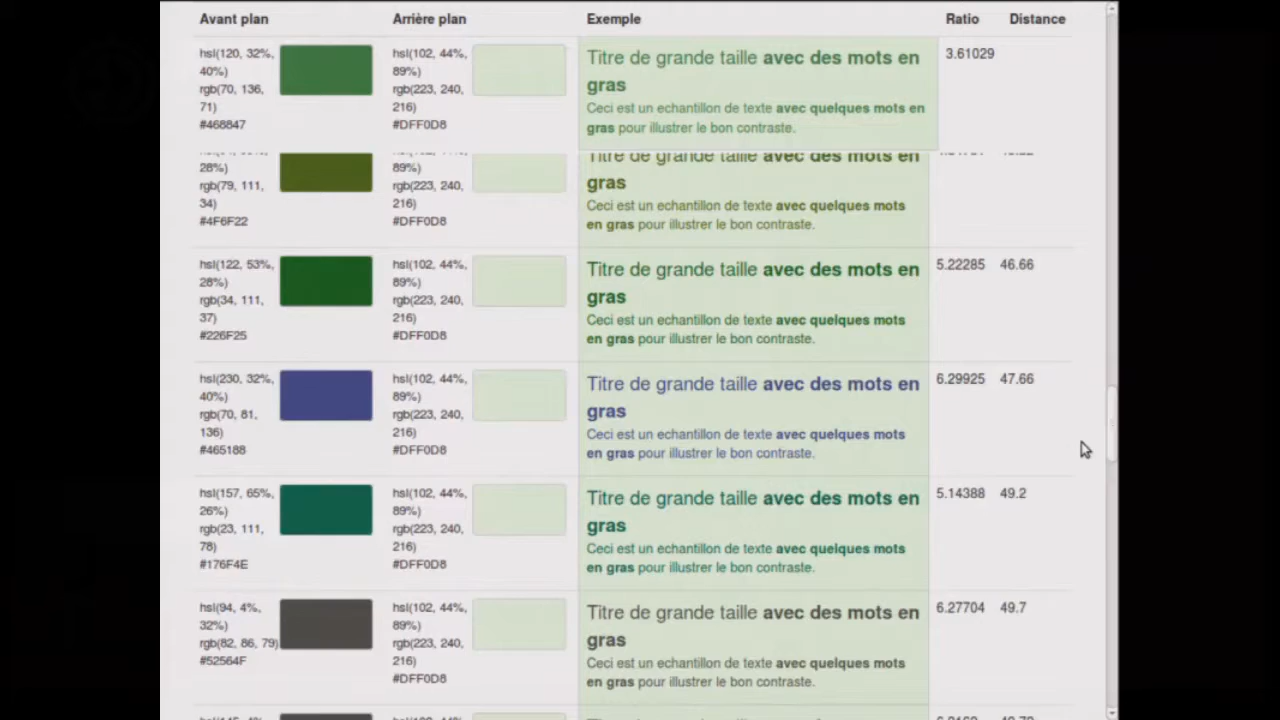 Avant plan Arrière plan Exemple Ratio Distance
hsl(120, 32%, 40%) rgb(70, 136, 71) #468847
hsl(102, 44%, 89%) rgb(223, 240, 216) #DFF0D8
Titre de grande taille avec des mots en
gras
Ceci est un echantillon de texte avec quelques mots en
gras pour illustrer le bon contraste.
3.61029
28%)
rgb(79, 111,
34)
#4F6F22
89%)
rgb(223, 240,
216)
#DFF0D8
Titre de grande taille avec des mots en
gras
Ceci est un echantillon de texte avec quelques mots
en gras pour illustrer le bon contraste.
hsl(122, 53%,
28%)
rgb(34, 111,
37)
#226F25
hsl(102, 44%,
89%)
rgb(223, 240,
216)
#DFF0D8
Titre de grande taille avec des mots en
gras
Ceci est un echantillon de texte avec quelques mots
en gras pour illustrer le bon contraste.
5.22285 46.66
hsl(230, 32%,
40%)
rgb(70, 81,
136)
#465188
hsl(102, 44%,
89%)
rgb(223, 240,
216)
#DFF0D8
Titre de grande taille avec des mots en
gras
Ceci est un echantillon de texte avec quelques mots
en gras pour illustrer le bon contraste.
6.29925 47.66
hsl(157, 65%,
26%)
rgb(23, 111,
78)
#176F4E
hsl(102, 44%,
89%)
rgb(223, 240,
216)
#DFF0D8
Titre de grande taille avec des mots en
gras
Ceci est un echantillon de texte avec quelques mots
en gras pour illustrer le bon contraste.
5.14388 49.2
hsl(94, 4%,
32%)
rgb(82, 86, 79)
#52564F
hsl(102, 44%,
89%)
rgb(223, 240,
216)
#DFF0D8
Titre de grande taille avec des mots en
gras
Ceci est un echantillon de texte avec quelques mots
en gras pour illustrer le bon contraste.
6.27704 49.7